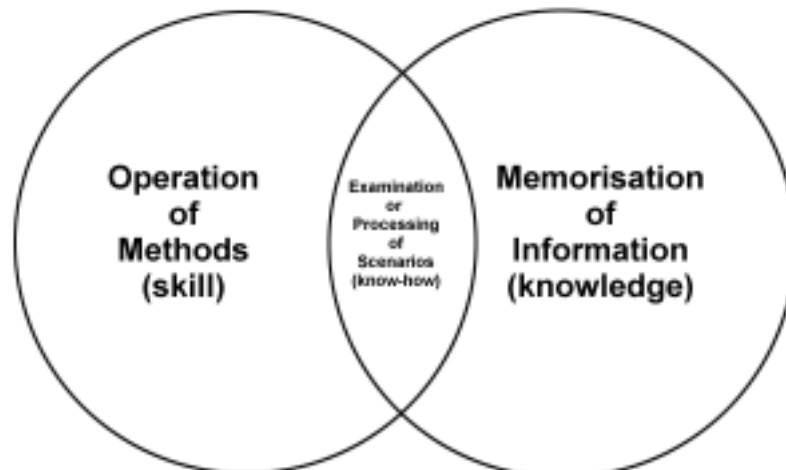 Operation
of
Methods
(skill)
Examination
or
Processing
of
Scenarios
(know-how)
Memorisation
of
Information
(knowledge)